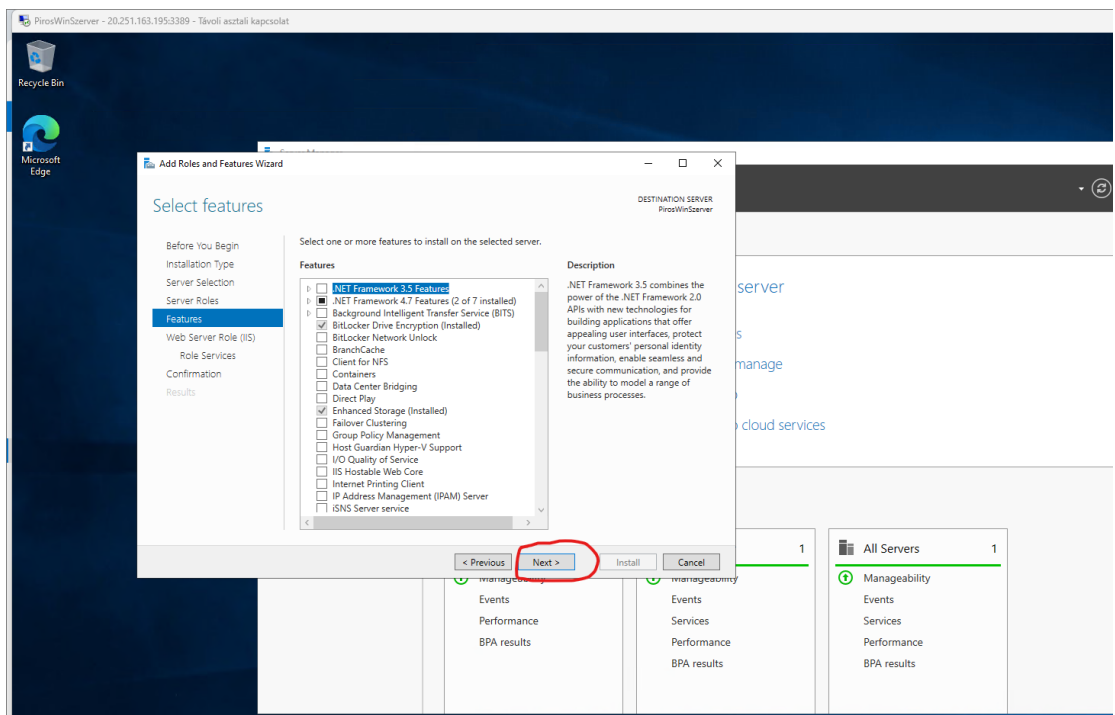 PirosWinSzerver - 20.251.163.195:3389 - Távoli asztali kapcsolat
Recycle Bin
Microsoft
Edge
Add Roles and Features Wizard
Select features
DESTINATION SERVER
PirosWinSzerver
Before You Begin
Installation Type
Server Selection
Server Roles
Features
Web Server Role (IIS)
Role Services
Confirmation
Results
Select one or more features to install on the selected server.
Features
.NET Framework 3.5 Features
.NET Framework 4.7 Features (2 of 7 installed)
Background Intelligent Transfer Service (BITS)
BitLocker Drive Encryption (Installed)
BitLocker Network Unlock
BranchCache
Client for NFS
Containers
Data Center Bridging
Direct Play
Enhanced Storage (Installed)
Failover Clustering
Group Policy Management
Host Guardian Hyper-V Support
I/O Quality of Service
IIS Hostable Web Core
Internet Printing Client
IP Address Management (IPAM) Server
iSNS Server service
Description
.NET Framework 3.5 combines the
power of the .NET Framework 2.0
APIs with new technologies for
building applications that offer
appealing user interfaces, protect
your customers' personal identity
information, enable seamless and
secure communication, and provide
the ability to model a range of
business processes.
< Previous
Next >
Install
Cancel
server
s
manage
cloud services
1
All Servers 1
Manageability
Events
Performance
BPA results
Manageability
Events
Services
Performance
BPA results
Manageability
Events
Services
Performance
BPA results